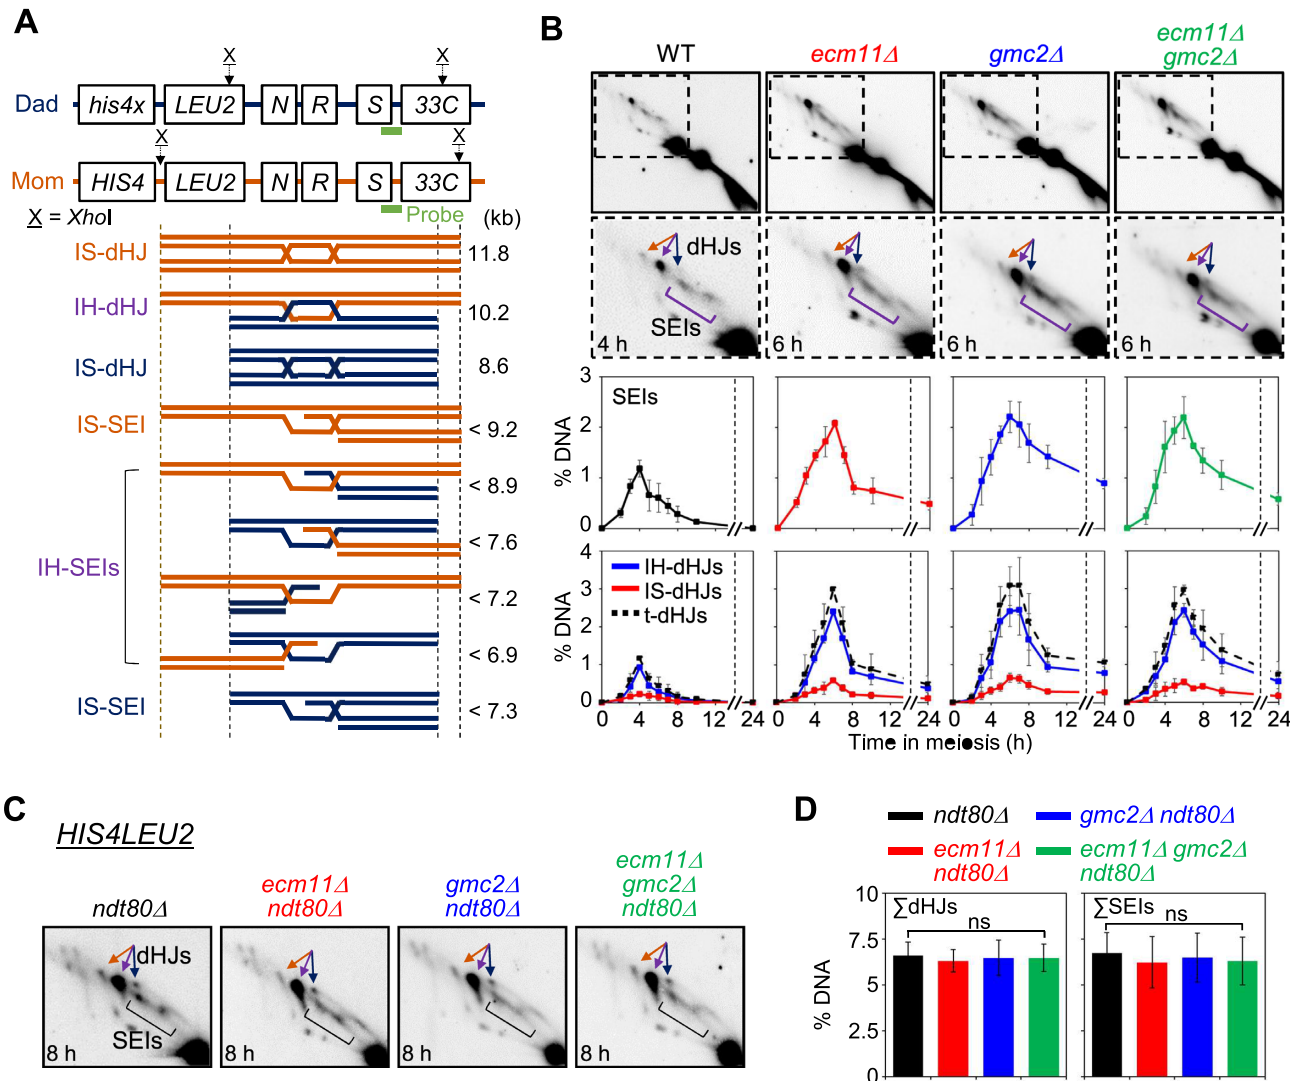 A
X
X
Dad
his4x
LEU2
N
R
S
33C
X
X
Mom
HIS4
LEU2
N
R
S
33C
X = XhoI
Probe
(kb)
IS-dHJ
11.8
IH-dHJ
10.2
IS-dHJ
8.6
IS-SEI
< 9.2
< 8.9
< 7.6
IH-SEIs
< 7.2
< 6.9
IS-SEI
< 7.3
B
WT
ecm11Δ
gmc2Δ
ecm11Δ
gmc2Δ
dHJs
SEIs
4 h
6 h
6 h
6 h
3
2
1
0
% DNA
SEIs
4
3
2
1
0
% DNA
IH-dHJs
IS-dHJs
t-dHJs
0 4 8 12 24
0 4 8 12 24
0 4 8 12 24
0 4 8 12 24
Time in meiosis (h)
C
HIS4LEU2
ndt80Δ
ecm11Δ
ndt80Δ
gmc2Δ
ndt80Δ
ecm11Δ
gmc2Δ
ndt80Δ
dHJs
SEIs
8 h
8 h
8 h
8 h
D
ndt80Δ
gmc2Δ ndt80Δ
ecm11Δ
ndt80Δ
ecm11Δ gmc2Δ
ndt80Δ
10
7.5
5
2.5
0
% DNA
∑dHJs
ns
∑SEIs
ns